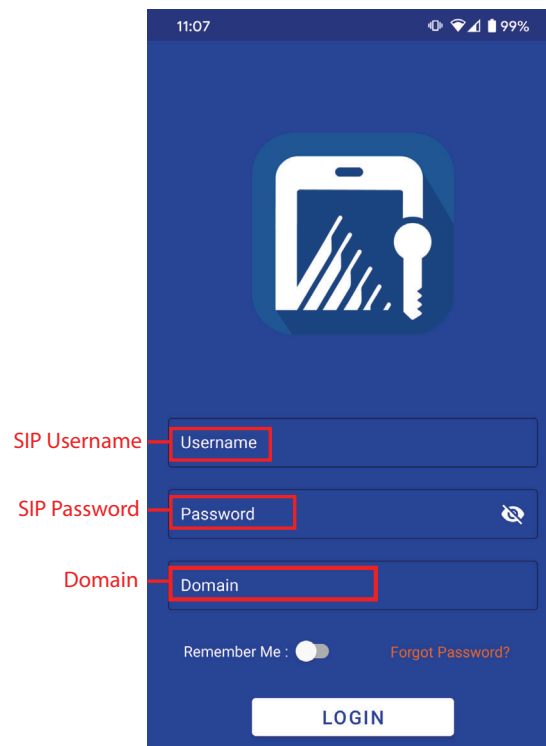 11:07 99%
SIP Username Username
SIP Password Password
Domain Domain
Remember Me : Forgot Password?
LOGIN